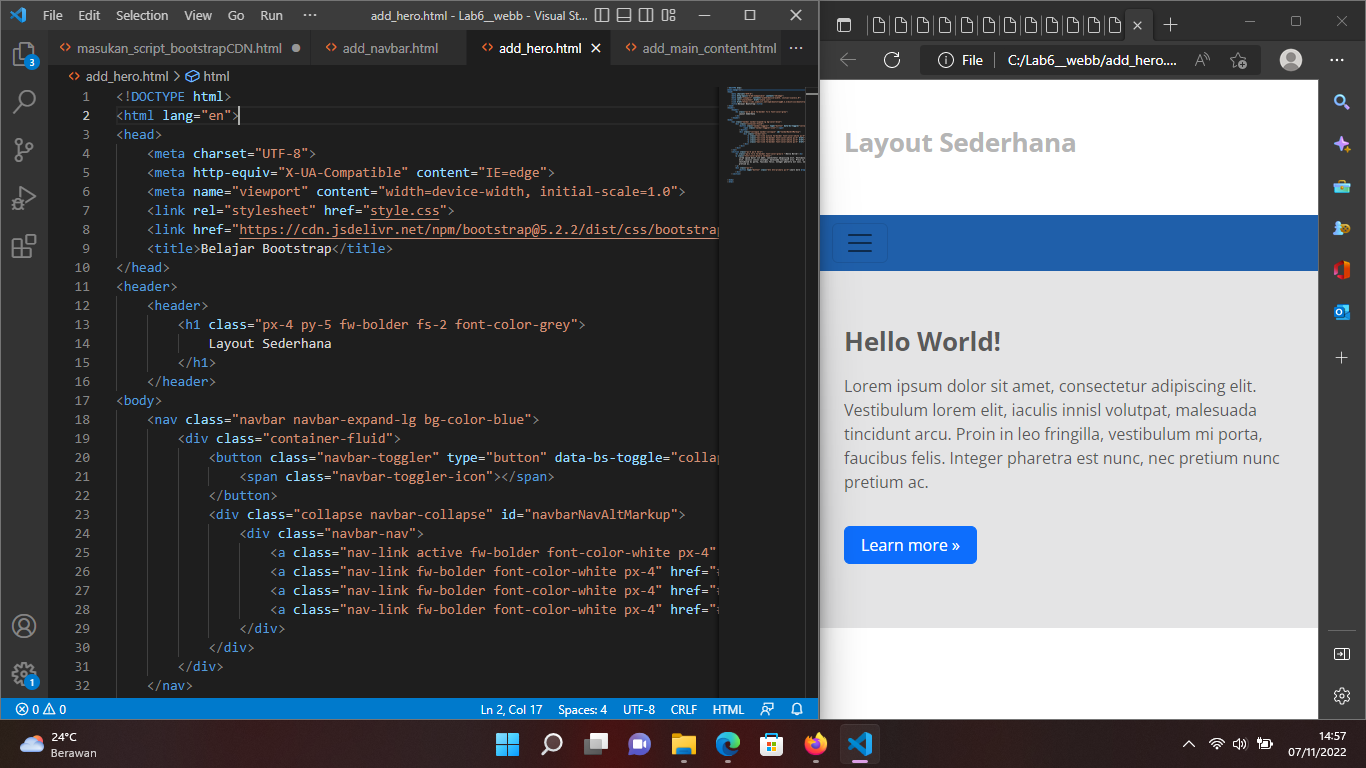 File Edit Selection View Go Run ··· add_hero.html - Lab6__webb - Visual St...
masukan_script_bootstrapCDN.html add_navbar.html add_hero.html add_main_content.html ···
add_hero.html > html
1 <!DOCTYPE html>
2 <html lang="en">
3 <head>
4 <meta charset="UTF-8">
5 <meta http-equiv="X-UA-Compatible" content="IE=edge">
6 <meta name="viewport" content="width=device-width, initial-scale=1.0">
7 <link rel="stylesheet" href="style.css">
8 <link href="https://cdn.jsdelivr.net/npm/bootstrap@5.2.2/dist/css/bootstrap
9 <title>Belajar Bootstrap</title>
10 </head>
11 <header>
12 <header>
13 <h1 class="px-4 py-5 fw-bolder fs-2 font-color-grey">
14 Layout Sederhana
15 </h1>
16 </header>
17 <body>
18 <nav class="navbar navbar-expand-lg bg-color-blue">
19 <div class="container-fluid">
20 <button class="navbar-toggler" type="button" data-bs-toggle="collap
21 <span class="navbar-toggler-icon"></span>
22 </button>
23 <div class="collapse navbar-collapse" id="navbarNavAltMarkup">
24 <div class="navbar-nav">
25 <a class="nav-link active fw-bolder font-color-white px-4"
26 <a class="nav-link fw-bolder font-color-white px-4" href="#
27 <a class="nav-link fw-bolder font-color-white px-4" href="#
28 <a class="nav-link fw-bolder font-color-white px-4" href="#
29 </div>
30 </div>
31 </div>
32 </nav>
3
1
0 0 Ln 2, Col 17 Spaces: 4 UTF-8 CRLF HTML
File C:/Lab6__webb/add_hero....
Layout Sederhana
Hello World!
Lorem ipsum dolor sit amet, consectetur adipiscing elit.
Vestibulum lorem elit, iaculis innisl volutpat, malesuada
tincidunt arcu. Proin in leo fringilla, vestibulum mi porta,
faucibus felis. Integer pharetra est nunc, nec pretium nunc
pretium ac.
Learn more »
24°C
Berawan
14:57
07/11/2022